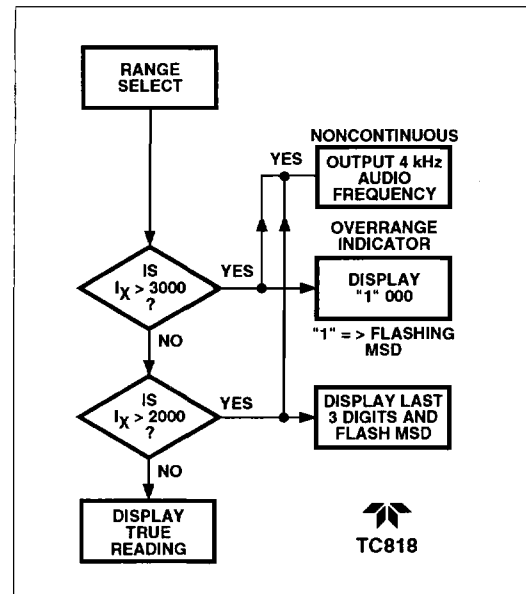 RANGE
SELECT
NONCONTINUOUS
YES
OUTPUT 4 kHz
AUDIO
FREQUENCY
OVERRANGE
INDICATOR
IS
IX > 3000
?
YES
DISPLAY
"1" 000
"1" = > FLASHING
MSD
NO
IS
IX > 2000
?
YES
DISPLAY LAST
3 DIGITS AND
FLASH MSD
NO
DISPLAY
TRUE
READING
TC818